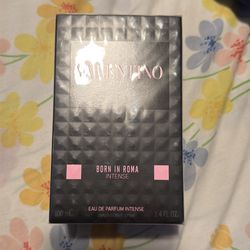 VALENTINO
BORN IN ROMA
INTENSE
EAU DE PARFUM INTENSE
100 mL
3.4 FL.OZ.